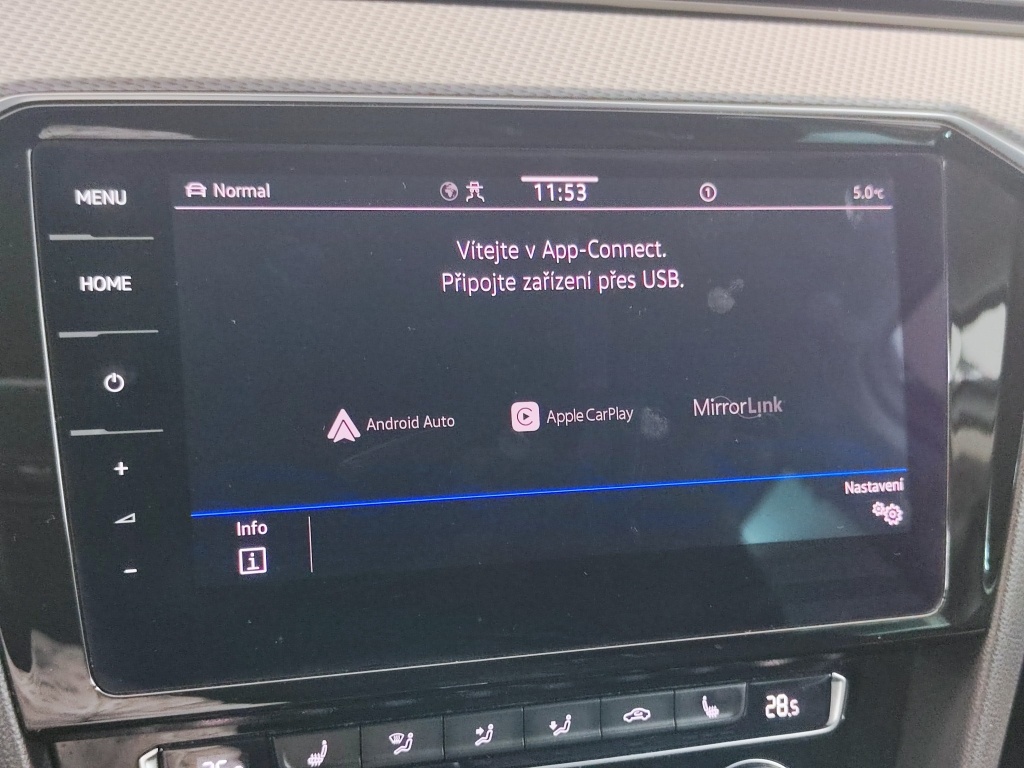 MENU
Normal
11:53
1
5.0°C
HOME
Vítejte v App-Connect.
Připojte zařízení přes USB.
Android Auto
Apple CarPlay
MirrorLink
+
-
Nastavení
Info
i
28.5